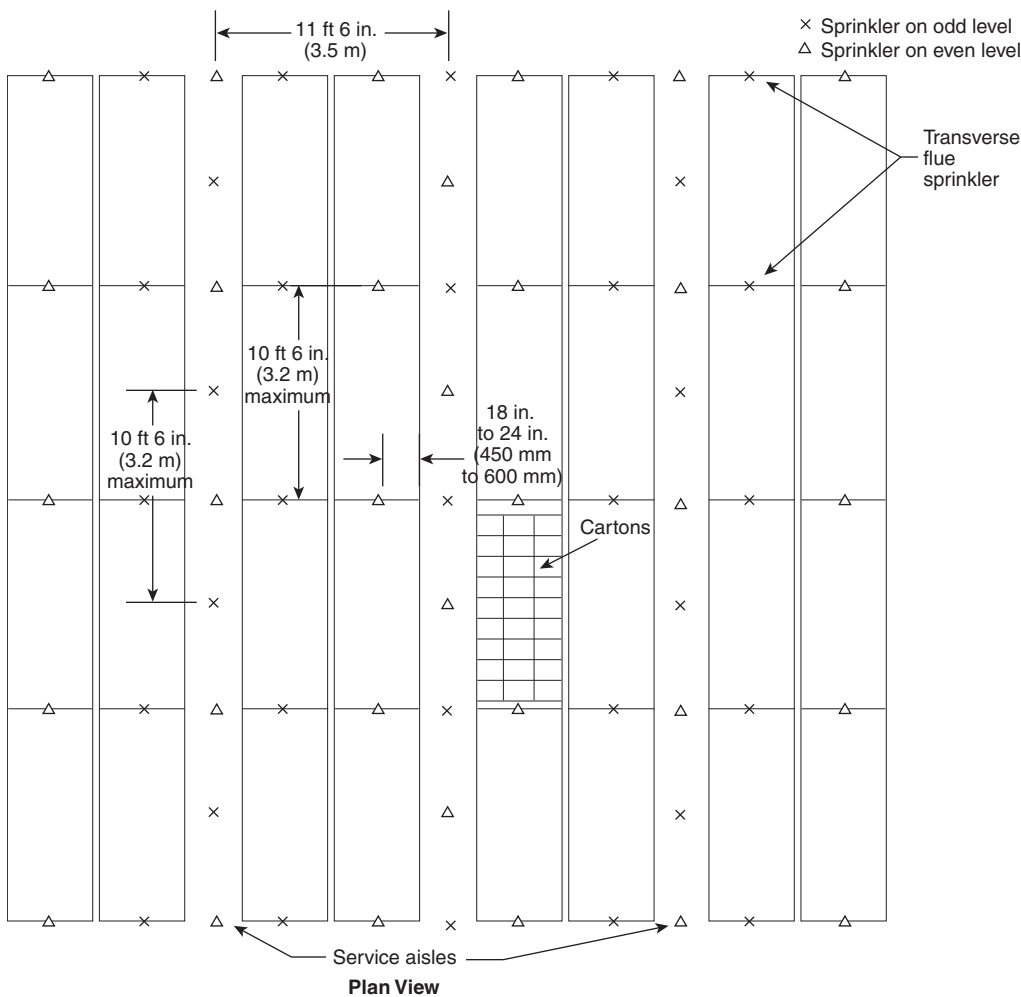 11 ft 6 in.
(3.5 m)
× Sprinkler on odd level
△ Sprinkler on even level
Transverse
flue
sprinkler
10 ft 6 in.
(3.2 m)
maximum
10 ft 6 in.
(3.2 m)
maximum
18 in.
to 24 in.
(450 mm
to 600 mm)
Cartons
Service aisles
Plan View